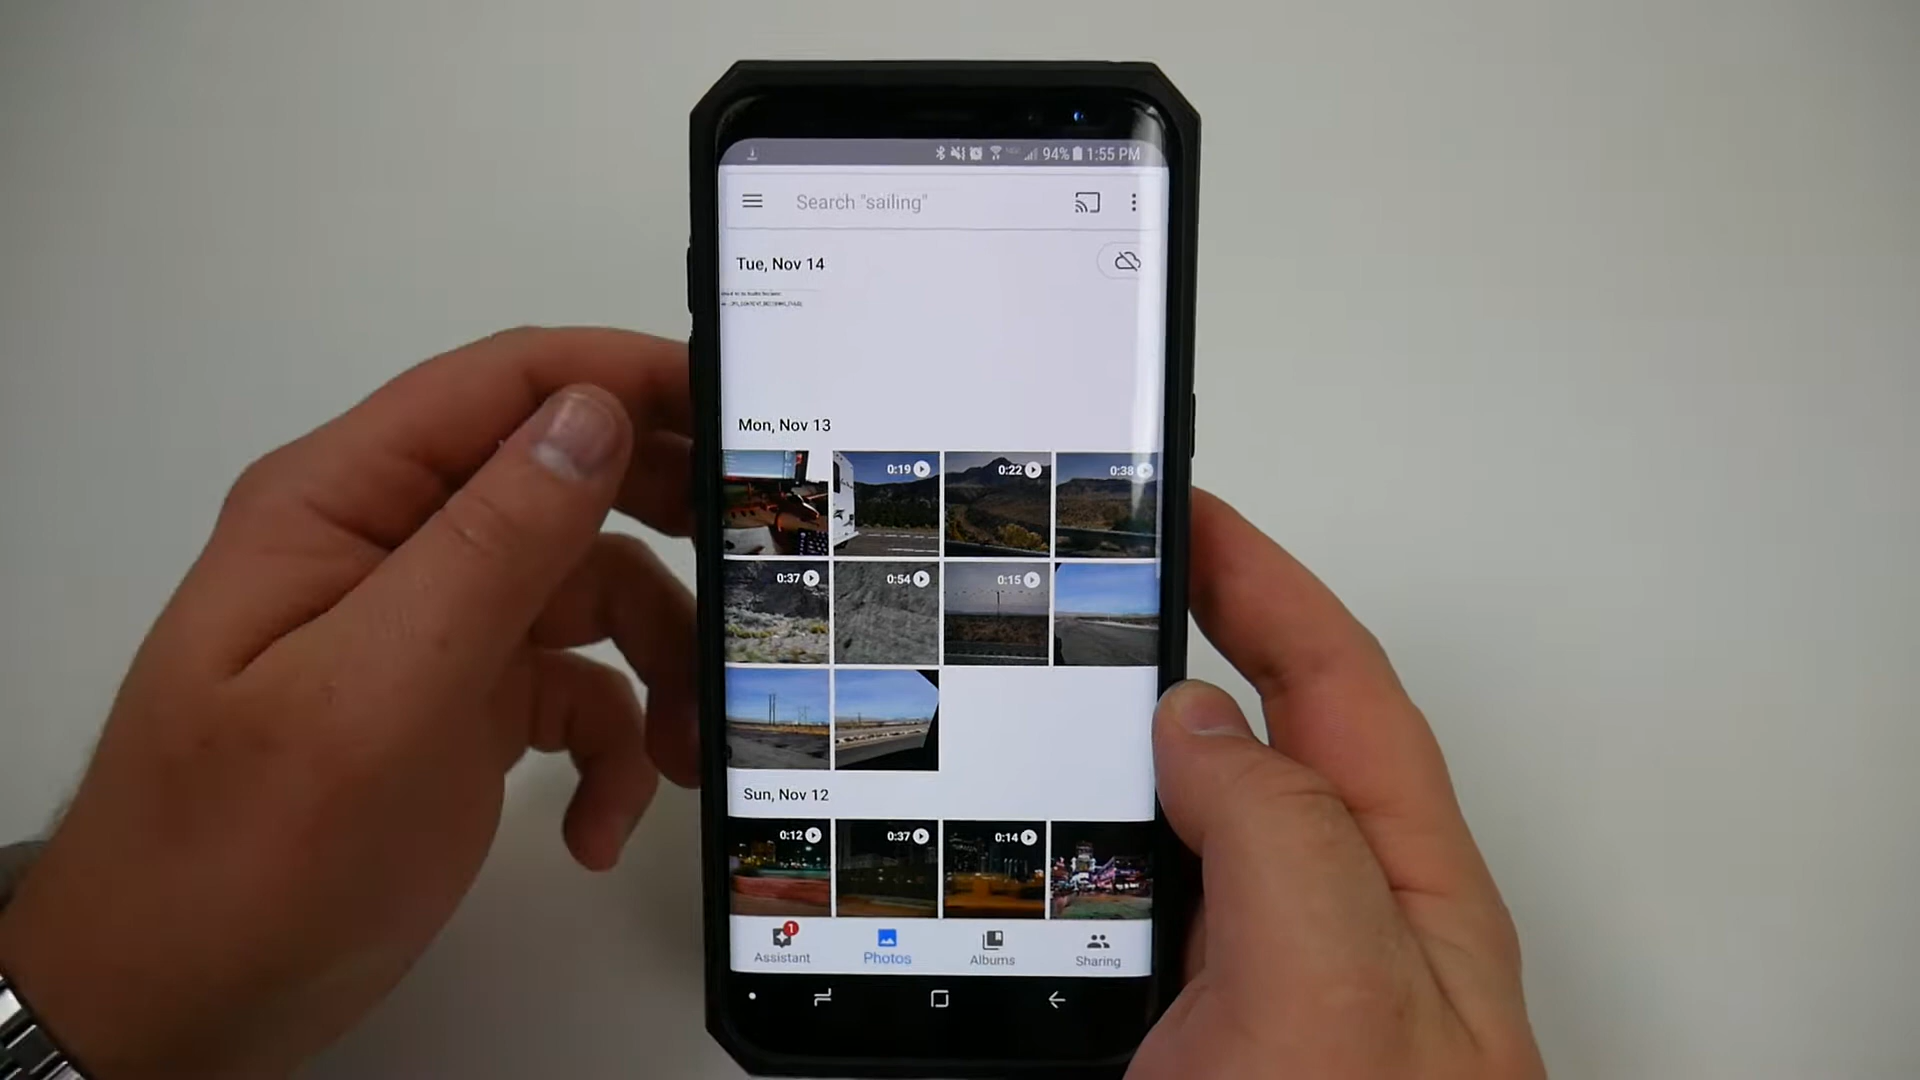 94% 1:55 PM
Search "sailing"
Tue, Nov 14
Mon, Nov 13
0:19 0:22 0:38
0:37 0:54 0:15
Sun, Nov 12
0:12 0:37 0:14
1
Assistant Photos Albums Sharing